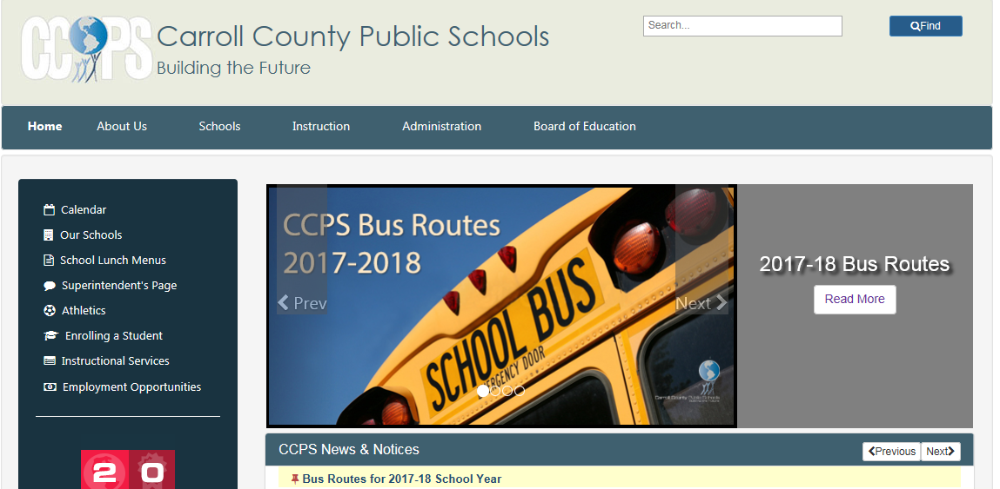 CCPS
Carroll County Public Schools
Building the Future
Search...
Find
Home About Us Schools Instruction Administration Board of Education
Calendar
Our Schools
School Lunch Menus
Superintendent's Page
Athletics
Enrolling a Student
Instructional Services
Employment Opportunities
20
CCPS Bus Routes
2017-2018
Prev
Next
SCHOOL BUS
EMERGENCY DOOR
Carroll County Public Schools
Building the Future
2017-18 Bus Routes
Read More
CCPS News & Notices
Previous Next
Bus Routes for 2017-18 School Year